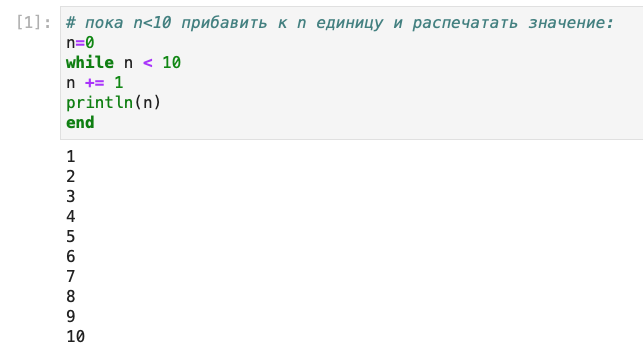 [1]: # пока n<10 прибавить к n единицу и распечатать значение:
n=0
while n < 10
n += 1
println(n)
end
1
2
3
4
5
6
7
8
9
10